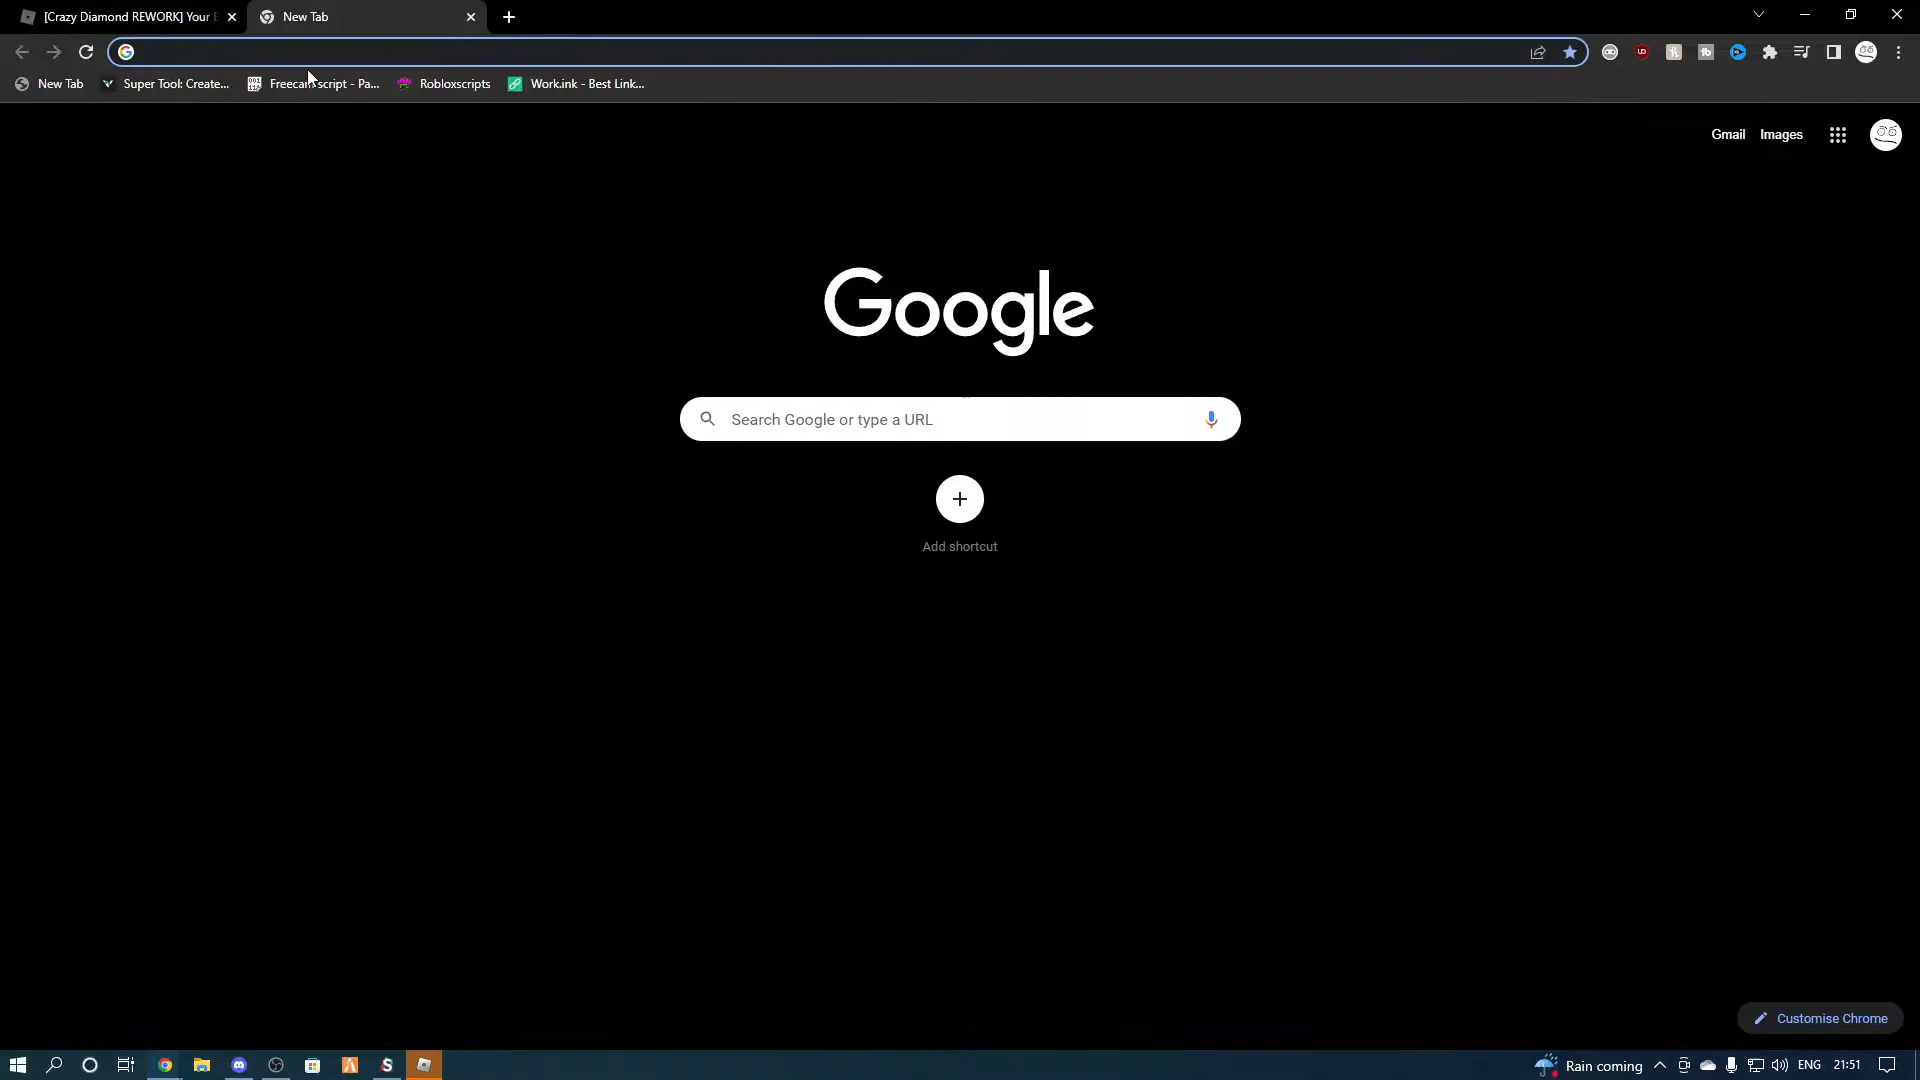 [Crazy Diamond REWORK] Your
New Tab
New Tab
Super Tool: Create...
Freecam script - Pa...
Robloxscripts
Work.ink - Best Link...
Gmail
Images
Google
Search Google or type a URL
Add shortcut
Customise Chrome
Rain coming
ENG
21:51